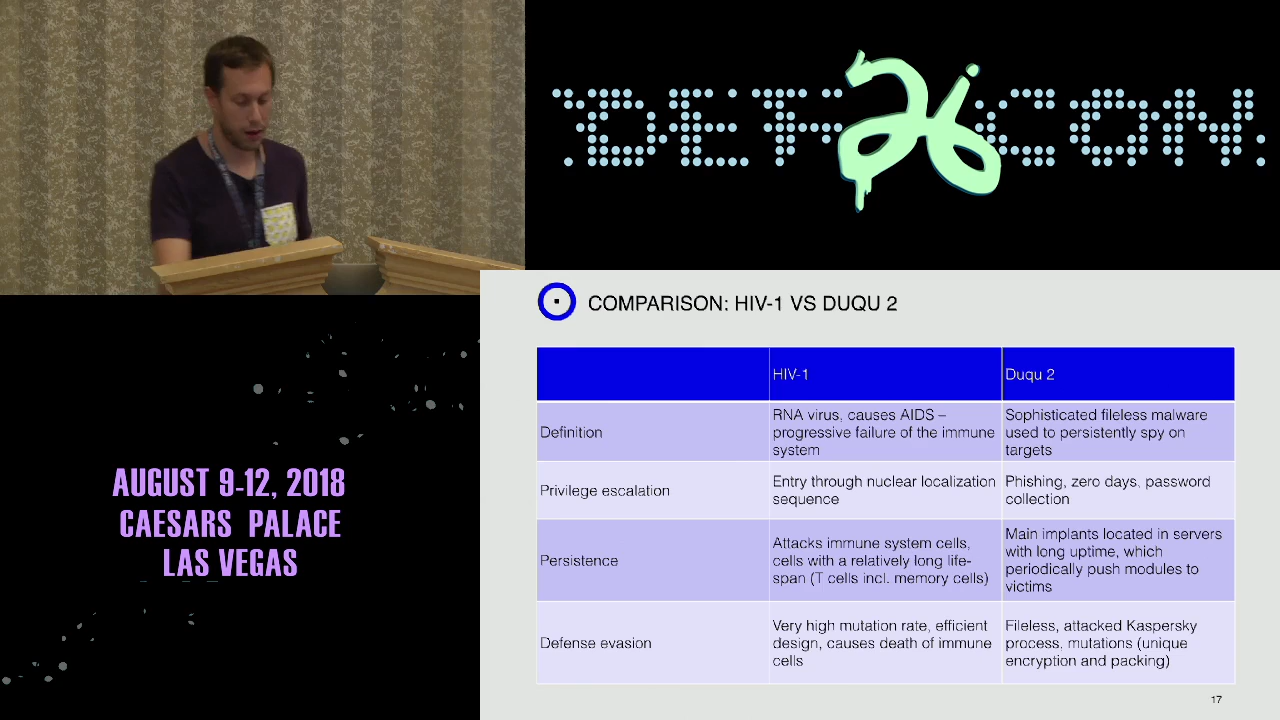 DEF 26 CON
AUGUST 9-12, 2018
CAESARS PALACE
LAS VEGAS
COMPARISON: HIV-1 VS DUQU 2
HIV-1
Duqu 2
Definition
RNA virus, causes AIDS –
progressive failure of the immune
system
Sophisticated fileless malware
used to persistently spy on
targets
Privilege escalation
Entry through nuclear localization
sequence
Phishing, zero days, password
collection
Persistence
Attacks immune system cells,
cells with a relatively long life-
span (T cells incl. memory cells)
Main implants located in servers
with long uptime, which
periodically push modules to
victims
Defense evasion
Very high mutation rate, efficient
design, causes death of immune
cells
Fileless, attacked Kaspersky
process, mutations (unique
encryption and packing)
17